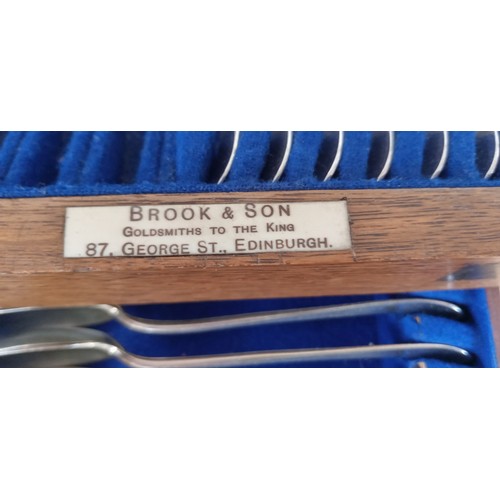 BROOK & SON
GOLDSMITHS TO THE KING
87, GEORGE ST., EDINBURGH.